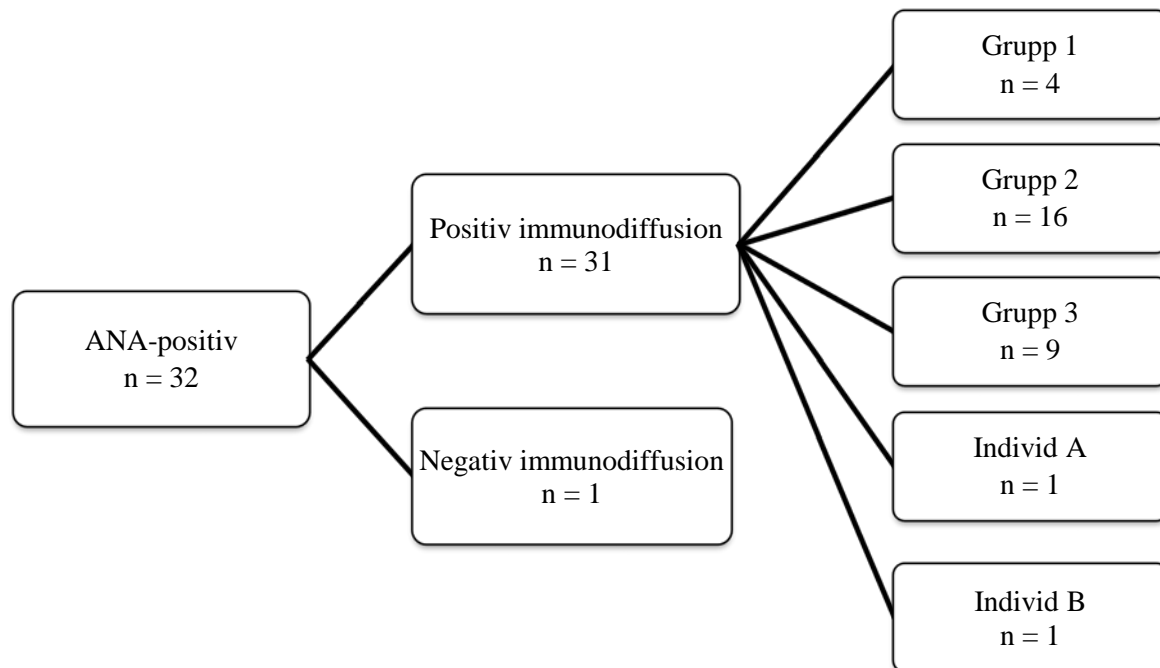 ANA-positiv
n = 32
Positiv immunodiffusion
n = 31
Negativ immunodiffusion
n = 1
Grupp 1
n = 4
Grupp 2
n = 16
Grupp 3
n = 9
Individ A
n = 1
Individ B
n = 1